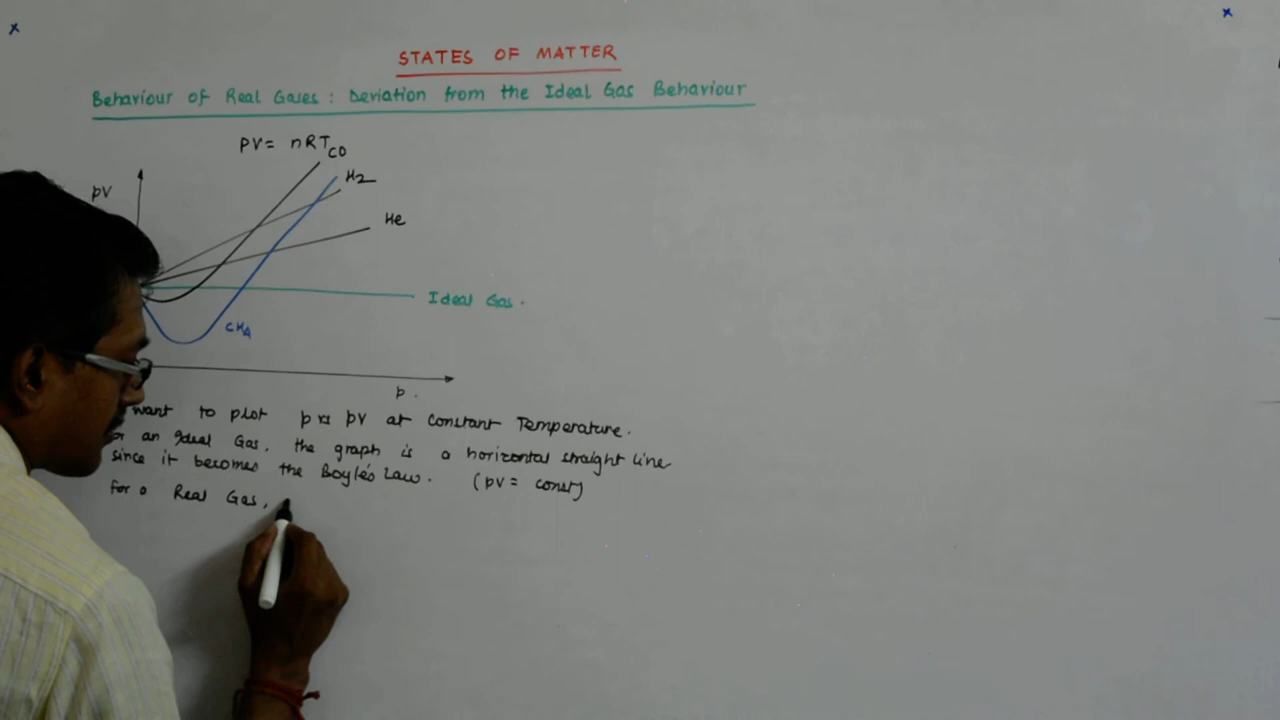 x
x
STATES OF MATTER
Behaviour of Real Gases : Deviation from the Ideal Gas Behaviour
PV = nRT
CO
H2
pV
He
Ideal Gas.
CH4
p.
want to plot p vs pV at Constant Temperature.
an Ideal Gas, the graph is a horizontal straight line
since it becomes the Boyle's Law. (pV = const)
For a Real Gas,